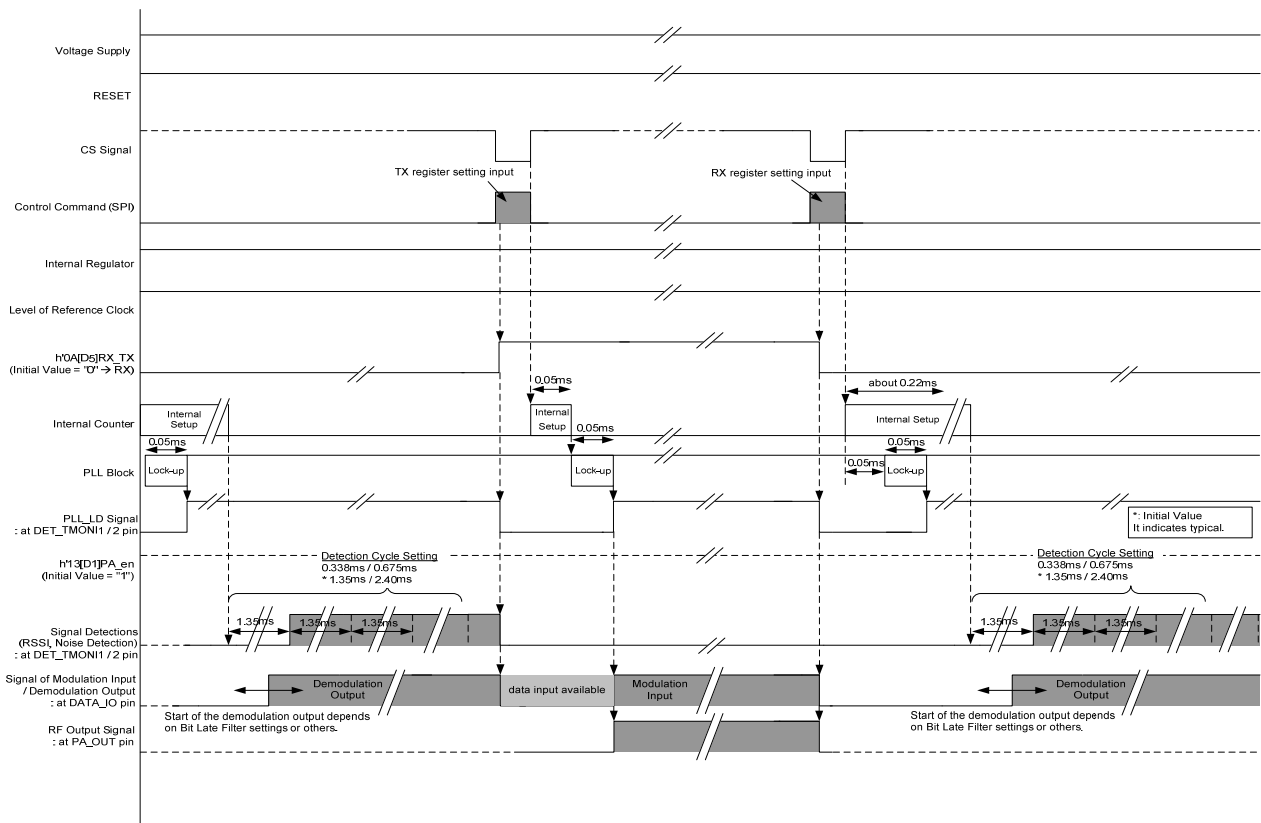 Voltage Supply
RESET
CS Signal
TX register setting input
RX register setting input
Control Command (SPI)
Internal Regulator
Level of Reference Clock
h'0A[D5]RX_TX
(Initial Value = "0" → RX)
0.05ms
about 0.22ms
Internal Counter
Internal
Setup
Internal
Setup
Internal Setup
0.05ms
0.05ms
0.05ms
PLL Block
Lock-up
Lock-up
0.05ms
Lock-up
PLL_LD Signal
: at DET_TMONI1 / 2 pin
*: Initial Value
It indicates typical.
h'13[D1]PA_en
(Initial Value = "1")
Detection Cycle Setting
0.338ms / 0.675ms
* 1.35ms / 2.40ms
Detection Cycle Setting
0.338ms / 0.675ms
* 1.35ms / 2.40ms
Signal Detections
(RSSI, Noise Detection)
: at DET_TMONI1 / 2 pin
1.35ms
1.35ms
1.35ms
1.35ms
1.35ms
1.35ms
Signal of Modulation Input
/ Demodulation Output
: at DATA_IO pin
Demodulation
Output
data input available
Modulation
Input
Demodulation
Output
Start of the demodulation output depends
on Bit Late Filter settings or others.
Start of the demodulation output depends
on Bit Late Filter settings or others.
RF Output Signal
: at PA_OUT pin